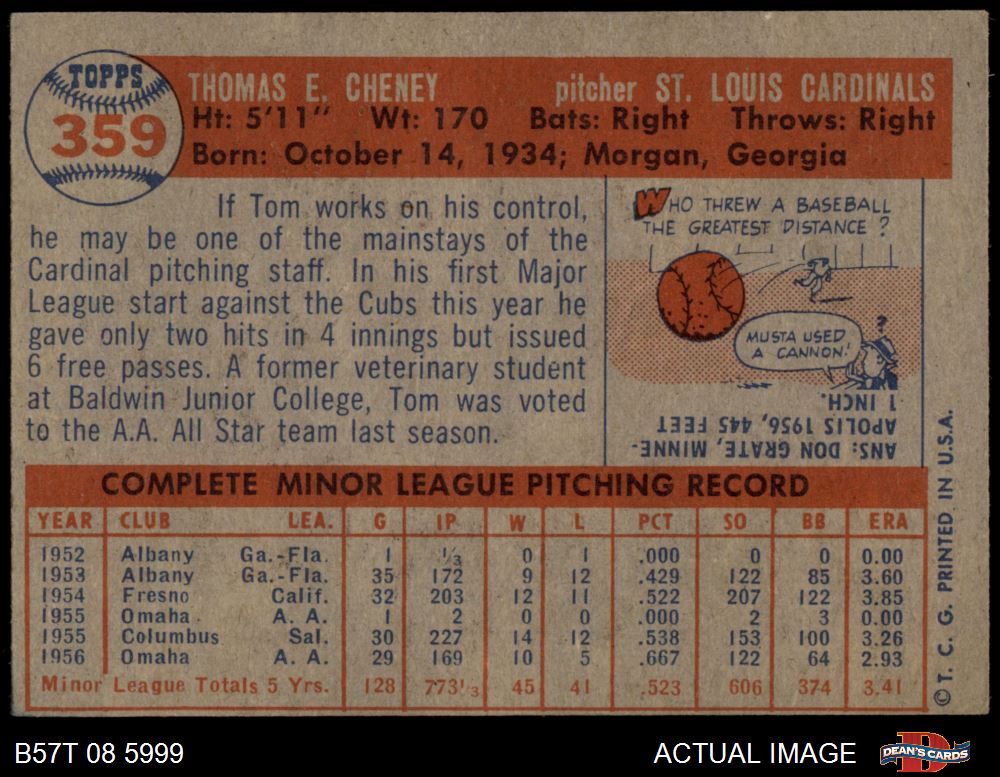 TOPPS
359
THOMAS E. CHENEY pitcher ST. LOUIS CARDINALS
Ht: 5'11" Wt: 170 Bats: Right Throws: Right
Born: October 14, 1934; Morgan, Georgia
If Tom works on his control,
he may be one of the mainstays of the
Cardinal pitching staff. In his first Major
League start against the Cubs this year he
gave only two hits in 4 innings but issued
6 free passes. A former veterinary student
at Baldwin Junior College, Tom was voted
to the A.A. All Star team last season.
WHO THREW A BASEBALL
THE GREATEST DISTANCE?
?
MUSTA USED
A CANNON!
ANS: DON GRATE, MINNE-
APOLIS 1956, 445 FEET
1 INCH.
COMPLETE MINOR LEAGUE PITCHING RECORD
YEAR CLUB LEA. G IP W L PCT SO BB ERA
1952 Albany Ga.-Fla. 1 1/3 0 1 .000 0 0 0.00
1953 Albany Ga.-Fla. 35 172 9 12 .429 122 85 3.60
1954 Fresno Calif. 32 203 12 11 .522 207 122 3.85
1955 Omaha A. A. 1 2 0 0 .000 2 3 0.00
1955 Columbus Sal. 30 227 14 12 .538 153 100 3.26
1956 Omaha A. A. 29 169 10 5 .667 122 64 2.93
Minor League Totals 5 Yrs. 128 773 1/3 45 41 .523 606 374 3.41
© T. C. G. PRINTED IN U.S.A.
B57T 08 5999
ACTUAL IMAGE
DEAN'S CARDS